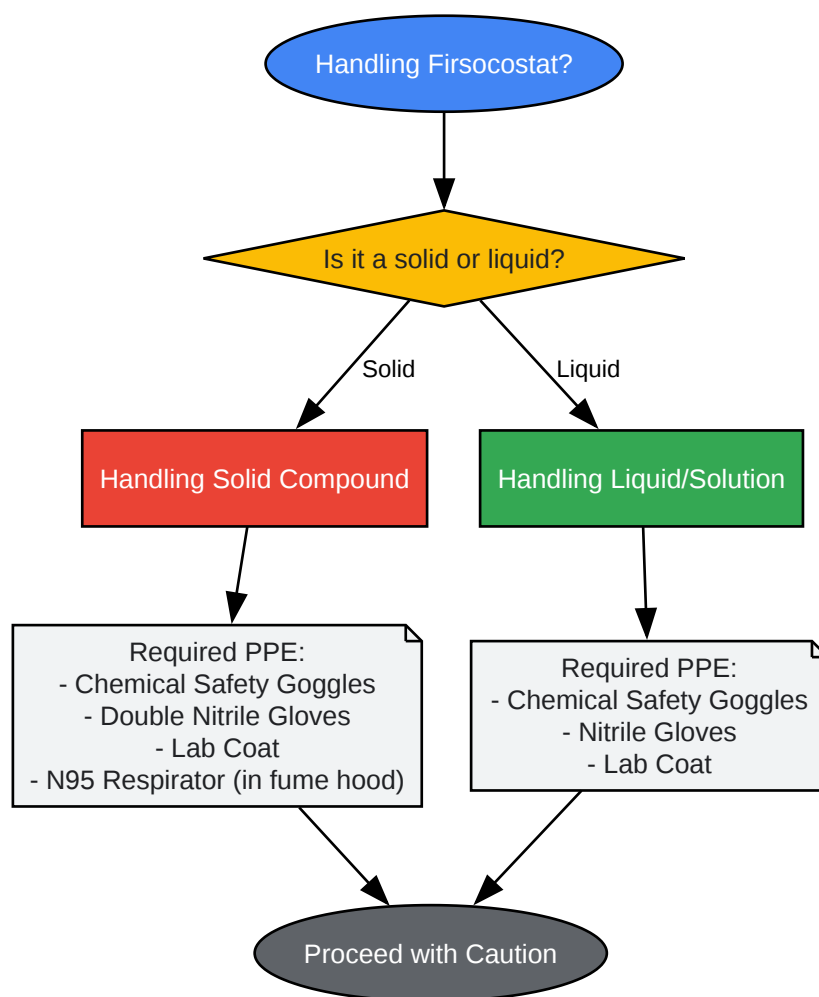 Handling Firsocostat?
Is it a solid or liquid?
Solid
Liquid
Handling Solid Compound
Handling Liquid/Solution
Required PPE:
- Chemical Safety Goggles
- Double Nitrile Gloves
- Lab Coat
- N95 Respirator (in fume hood)
Required PPE:
- Chemical Safety Goggles
- Nitrile Gloves
- Lab Coat
Proceed with Caution